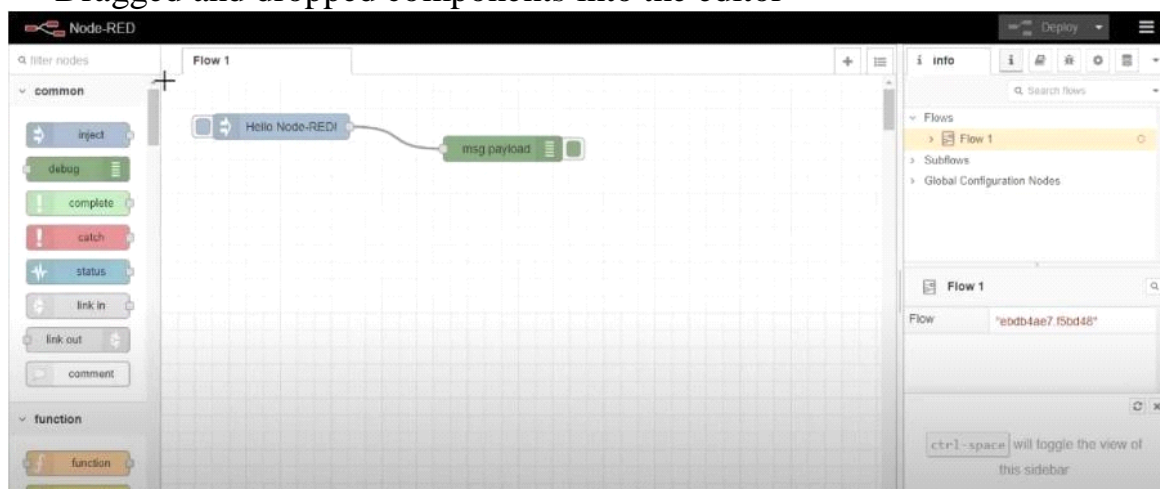 Dragged and dropped components into the editor
Node-RED
Deploy
filter nodes
Flow 1
i info
i
Search flows
common
inject
debug
complete
catch
status
link in
link out
comment
function
function
Hello Node-RED!
msg.payload
Flows
Flow 1
Subflows
Global Configuration Nodes
Flow 1
Flow "ebdb4ae7.f5bd48"
ctrl-space will toggle the view of
this sidebar